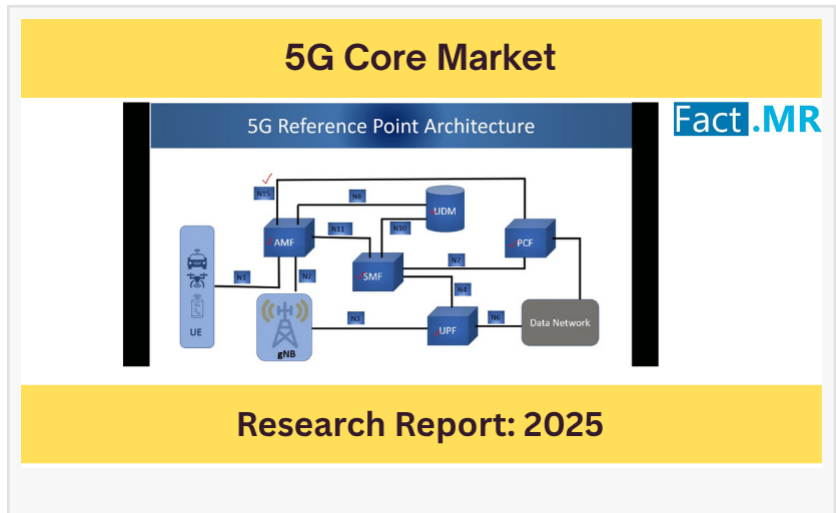 5G Core Market
Fact.MR
5G Reference Point Architecture
N15
N8
UDM
AMF
N11
N10
PCF
SMF
N7
N1
N2
N4
UE
gNB
N3
UPF
N6
Data Network
Research Report: 2025